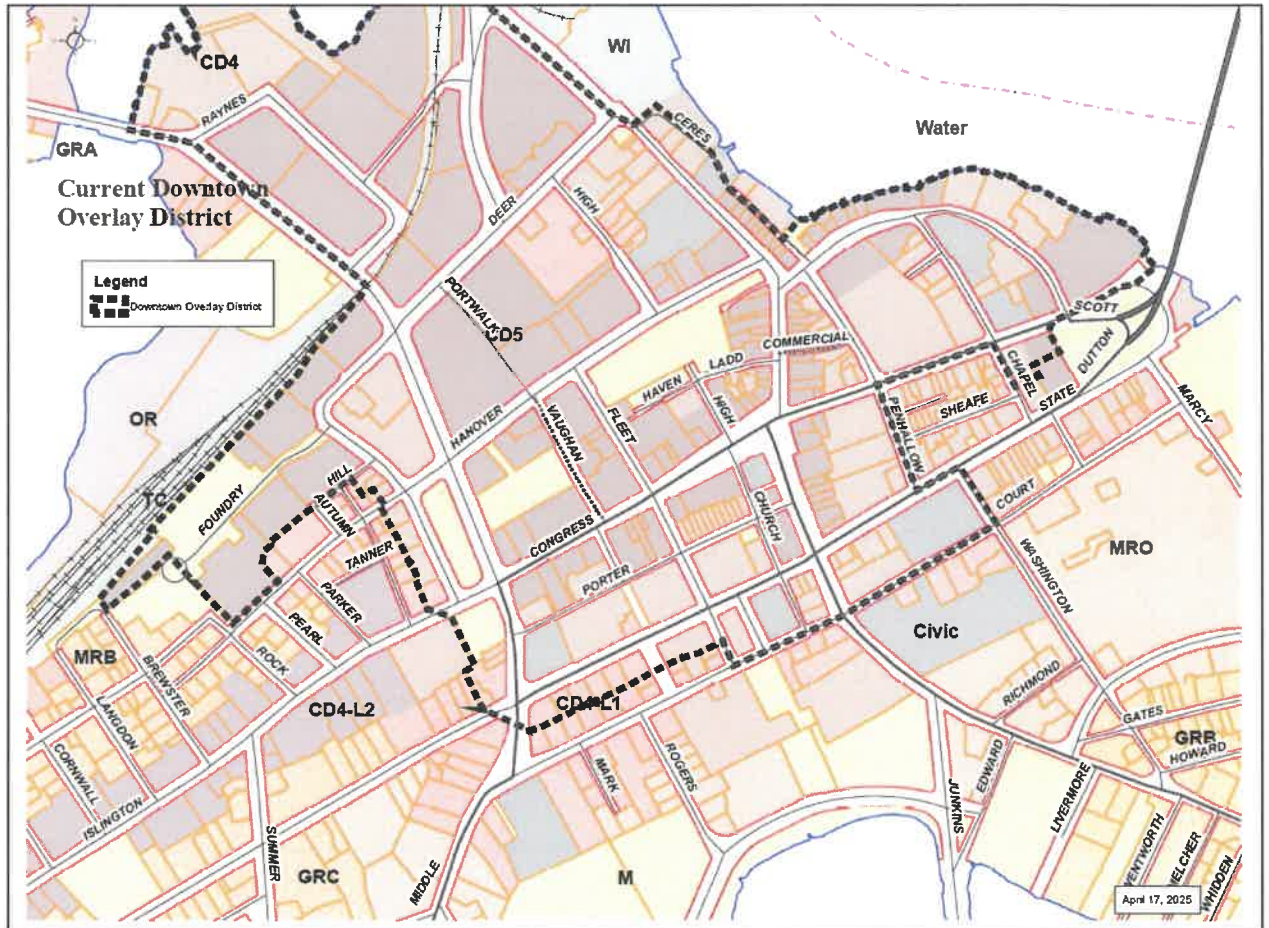 WI
CD4
RAYNES
CERES
Water
GRA
Current Downtown
Overlay District
HIGH
DEER
Legend
Downtown Overlay District
PORTWALK
CD5
SCOTT
COMMERCIAL
LADD
DUTTON
HAVEN
CHAPEL
OR
HANOVER
VAUGHAN
FLEET
HIGH
PENHALLOW
SHEAFE
STATE
MARCY
HILL
TC
FOUNDRY
AUTUMN
CONGRESS
CHURCH
COURT
TANNER
PORTER
WASHINGTON
MRO
PARKER
PEARL
MRB
BREWSTER
ROCK
Civic
LANGDON
CD4-L2
CD4-L1
RICHMOND
GATES
GRB
HOWARD
CORNWALL
MARK
ROGERS
EDWARD
ISLINGTON
JUNKINS
LIVERMORE
SUMMER
WENTWORTH
MELCHER
WHIDDEN
GRC
MIDDLE
M
April 17, 2025